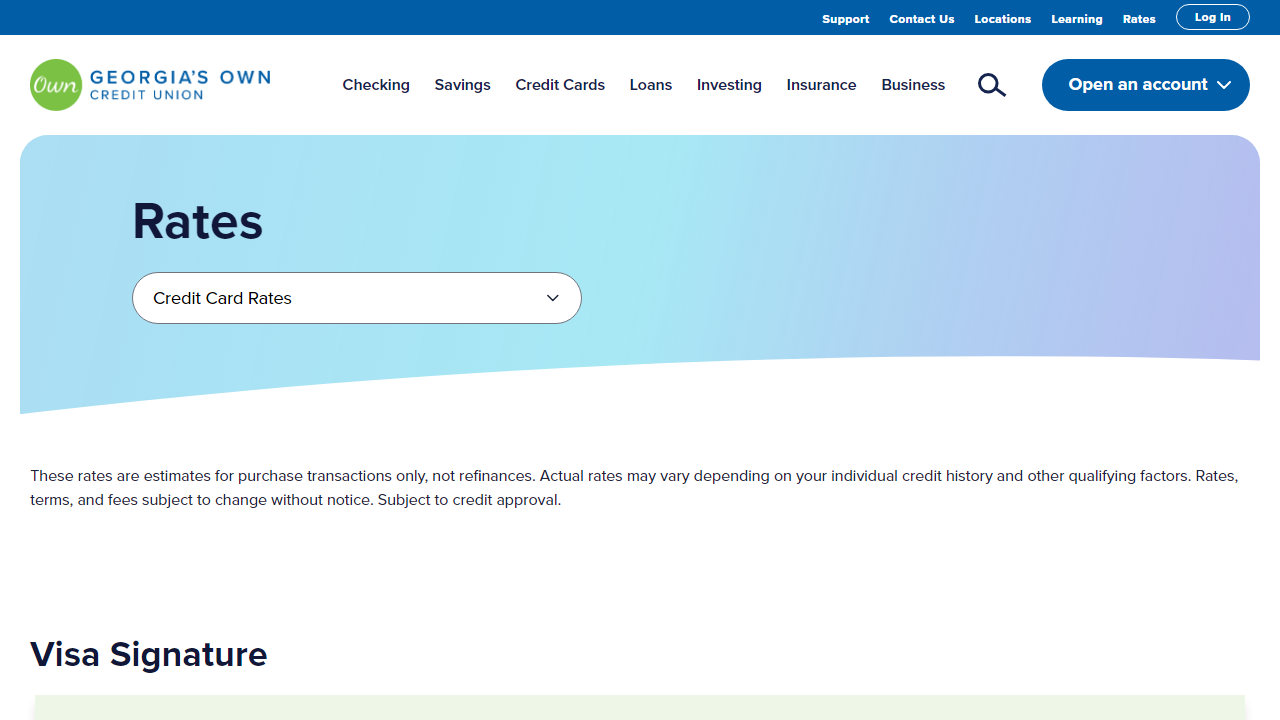 Support Contact Us Locations Learning Rates Log In
Own GEORGIA'S OWN
CREDIT UNION
Checking Savings Credit Cards Loans Investing Insurance Business Open an account
Rates
Credit Card Rates
These rates are estimates for purchase transactions only, not refinances. Actual rates may vary depending on your individual credit history and other qualifying factors. Rates,
terms, and fees subject to change without notice. Subject to credit approval.
Visa Signature